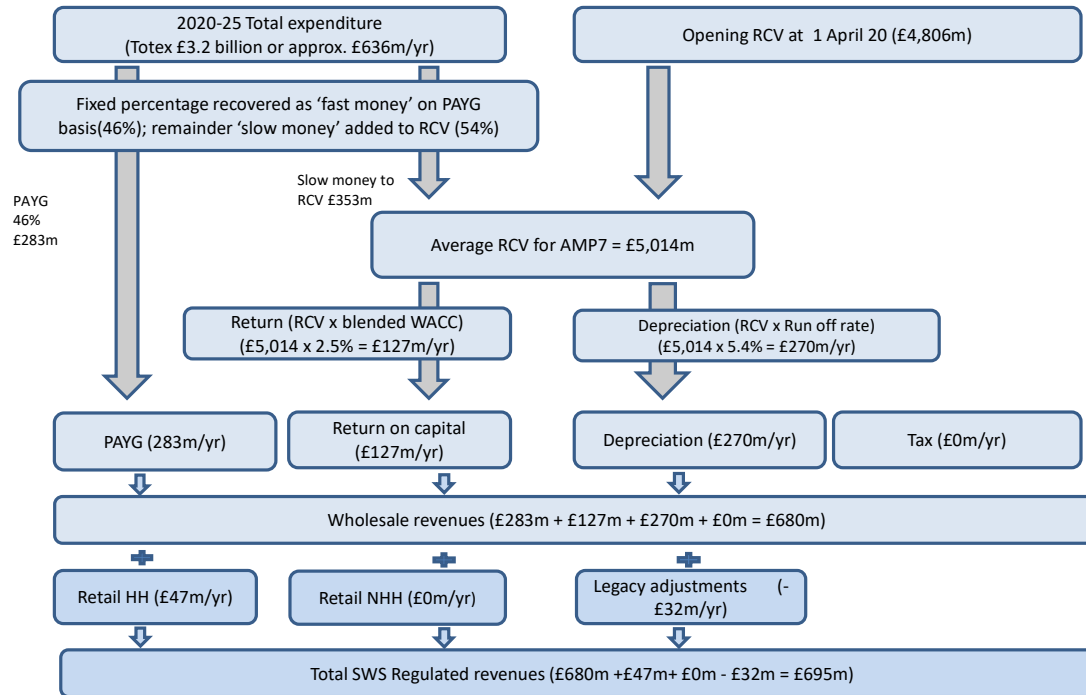 2020-25 Total expenditure
(Totex £3.2 billion or approx. £636m/yr)
Opening RCV at 1 April 20 (£4,806m)
Fixed percentage recovered as ‘fast money’ on PAYG
basis(46%); remainder ‘slow money’ added to RCV (54%)
PAYG
46%
£283m
Slow money to
RCV £353m
Average RCV for AMP7 = £5,014m
Return (RCV x blended WACC)
(£5,014 x 2.5% = £127m/yr)
Depreciation (RCV x Run off rate)
(£5,014 x 5.4% = £270m/yr)
PAYG (283m/yr)
Return on capital
(£127m/yr)
Depreciation (£270m/yr)
Tax (£0m/yr)
Wholesale revenues (£283m + £127m + £270m + £0m = £680m)
Retail HH (£47m/yr)
Retail NHH (£0m/yr)
Legacy adjustments (-
£32m/yr)
Total SWS Regulated revenues (£680m +£47m+ £0m - £32m = £695m)